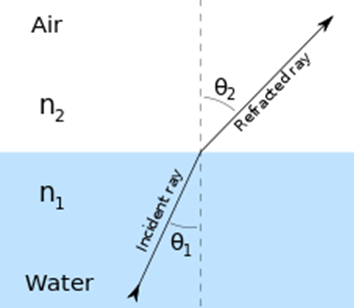 Air
n₂
θ₂
Refracted ray
n₁
Incident ray
θ₁
Water